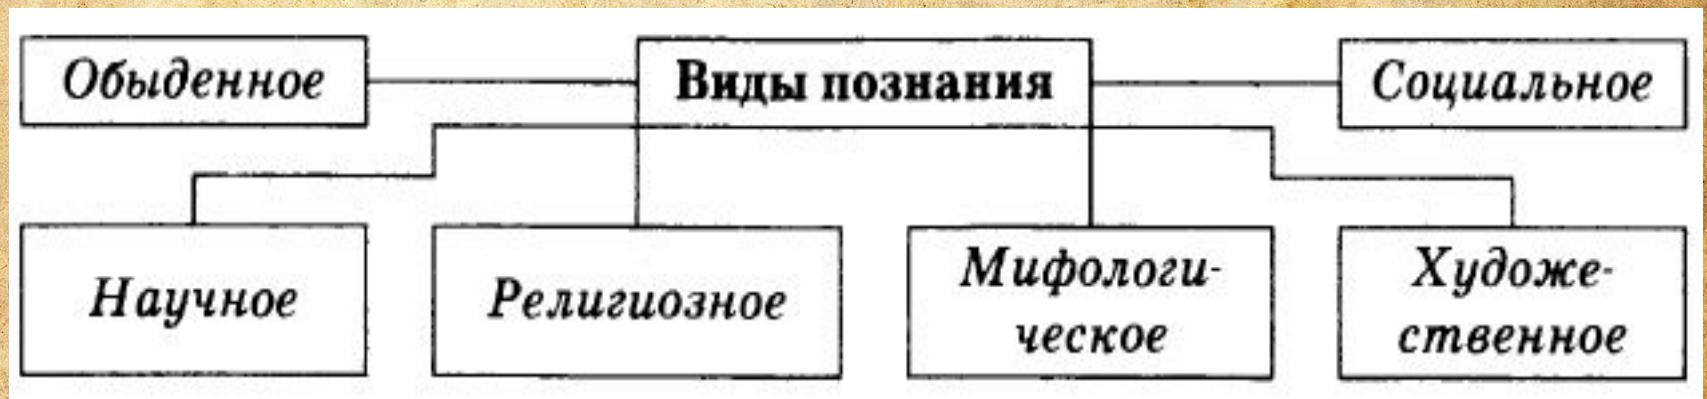 Обыденное
Виды познания
Социальное
Научное
Религиозное
Мифологи-
ческое
Художе-
ственное